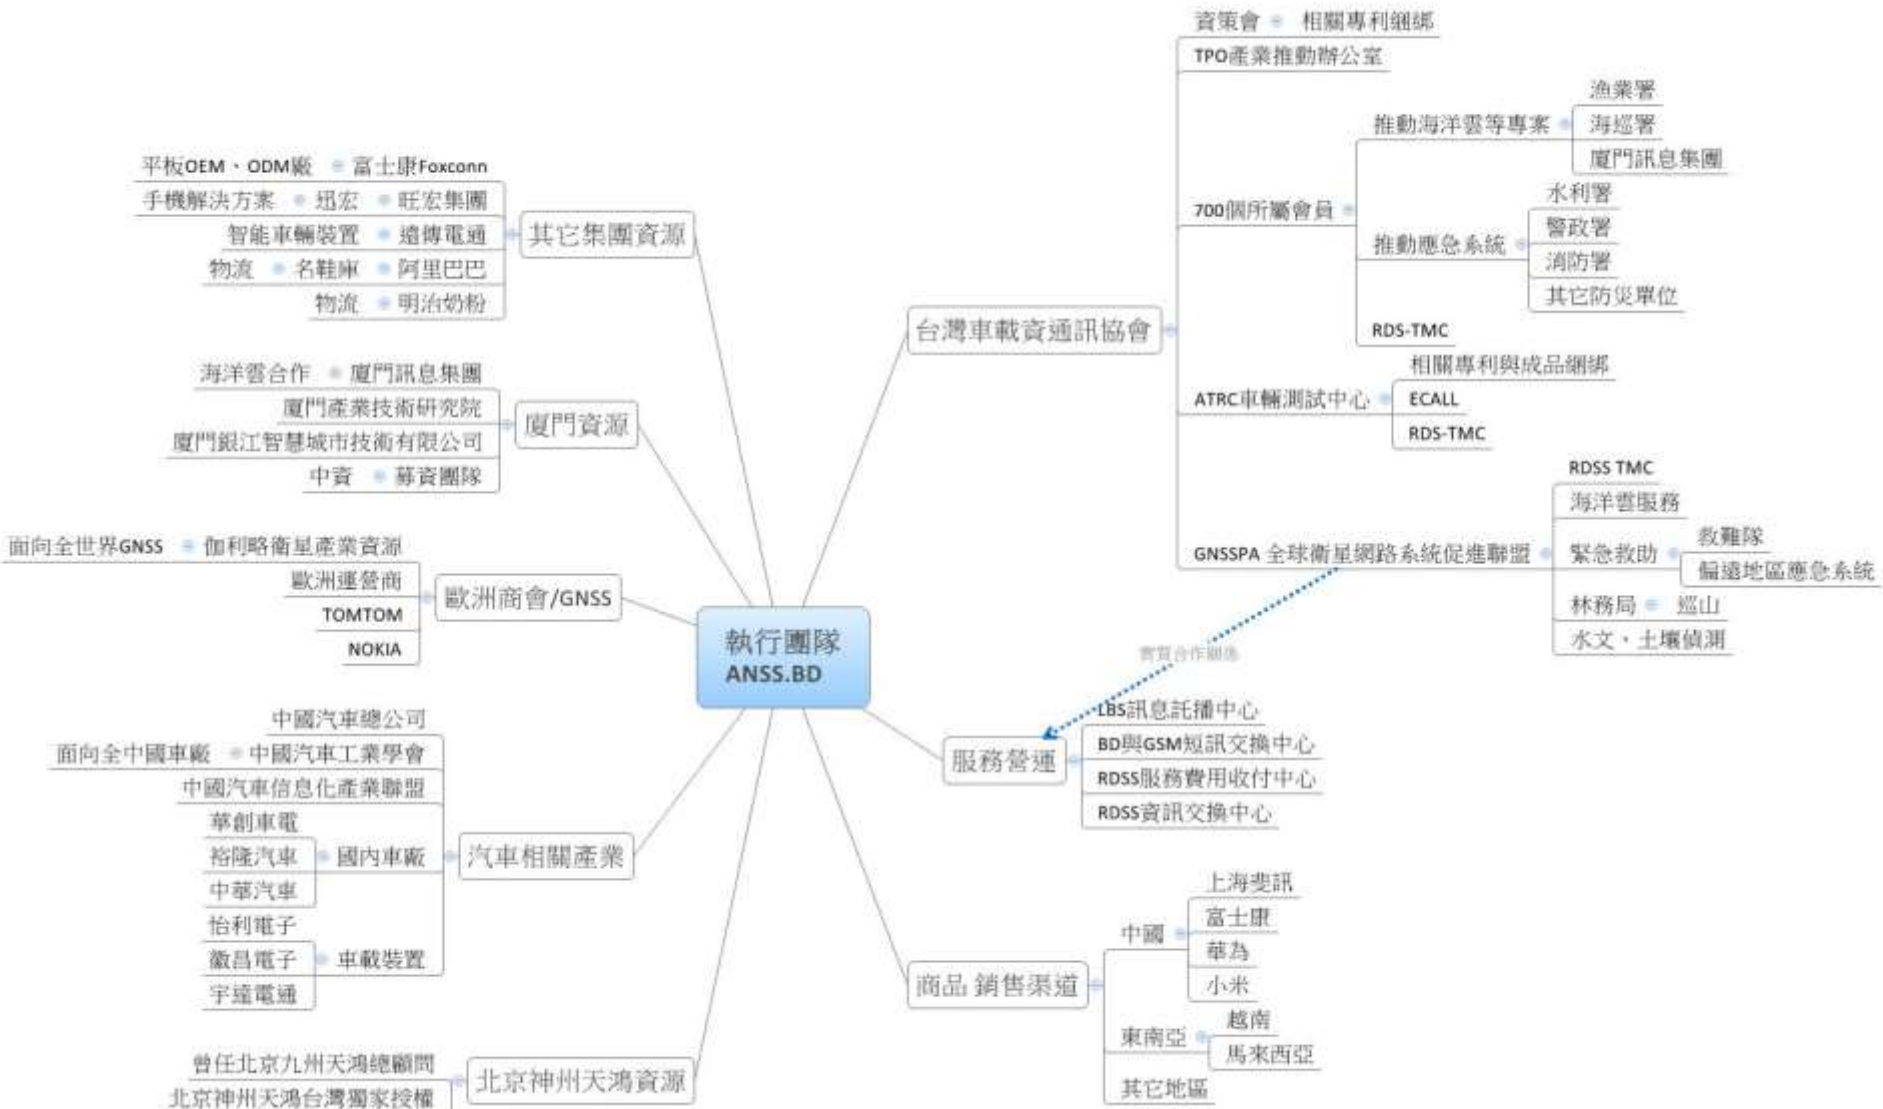 執行團隊
ANSS.BD
其它集團資源
平板OEM、ODM廠 富士康Foxconn
手機解決方案 迅宏 旺宏集團
智能車輛裝置 遠傳電通
物流 名鞋庫 阿里巴巴
物流 明治奶粉
廈門資源
海洋雲合作 廈門訊息集團
廈門產業技術研究院
廈門銀江智慧城市技術有限公司
中資 募資團隊
歐洲商會/GNSS
面向全世界GNSS 伽利略衛星產業資源
歐洲運營商
TOMTOM
NOKIA
汽車相關產業
中國汽車總公司
面向全中國車廠 中國汽車工業學會
中國汽車信息化產業聯盟
國內車廠
華創車電
裕隆汽車
中華汽車
車載裝置
怡利電子
徽昌電子
宇達電通
北京神州天鴻資源
曾任北京九州天鴻總顧問
北京神州天鴻台灣獨家授權
台灣車載資通訊協會
資策會 相關專利綑綁
TPO產業推動辦公室
700個所屬會員
推動海洋雲等專案
漁業署
海巡署
廈門訊息集團
推動應急系統
水利署
警政署
消防署
其它防災單位
RDS-TMC
ATRC車輛測試中心
相關專利與成品綑綁
ECALL
RDS-TMC
GNSSPA 全球衛星網路系統促進聯盟
RDSS TMC
海洋雲服務
緊急救助
救難隊
偏遠地區應急系統
林務局 巡山
水文、土壤偵測
實質合作關係
服務營運
LBS訊息託播中心
BD與GSM短訊交換中心
RDSS服務費用收付中心
RDSS資訊交換中心
商品 銷售渠道
中國
上海斐訊
富士康
華為
小米
東南亞
越南
馬來西亞
其它地區